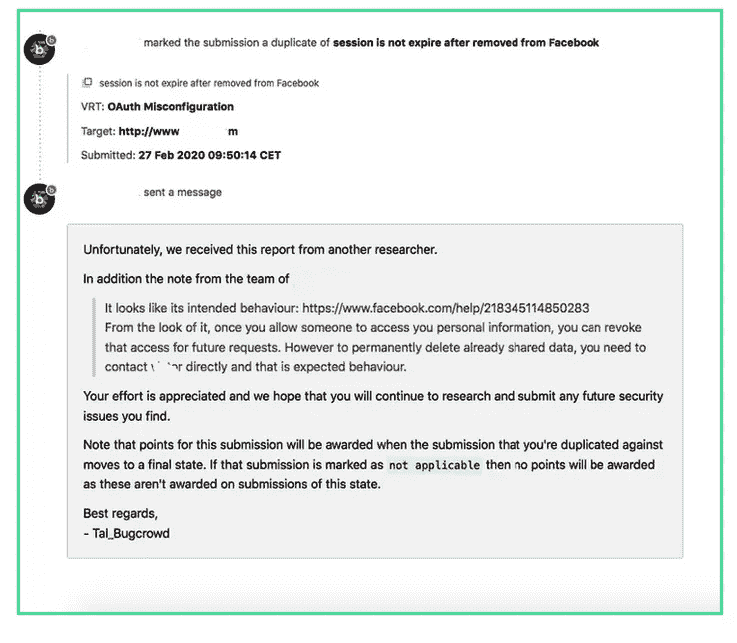 marked the submission a duplicate of session is not expire after removed from Facebook
session is not expire after removed from Facebook
VRT: OAuth Misconfiguration
Target: http://www m
Submitted: 27 Feb 2020 09:50:14 CET
sent a message
Unfortunately, we received this report from another researcher.
In addition the note from the team of
It looks like its intended behaviour: https://www.facebook.com/help/218345114850283
From the look of it, once you allow someone to access you personal information, you can revoke
that access for future requests. However to permanently delete already shared data, you need to
contact directly and that is expected behaviour.
Your effort is appreciated and we hope that you will continue to research and submit any future security
issues you find.
Note that points for this submission will be awarded when the submission that you're duplicated against
moves to a final state. If that submission is marked as not applicable then no points will be awarded
as these aren't awarded on submissions of this state.
Best regards,
- Tal_Bugcrowd